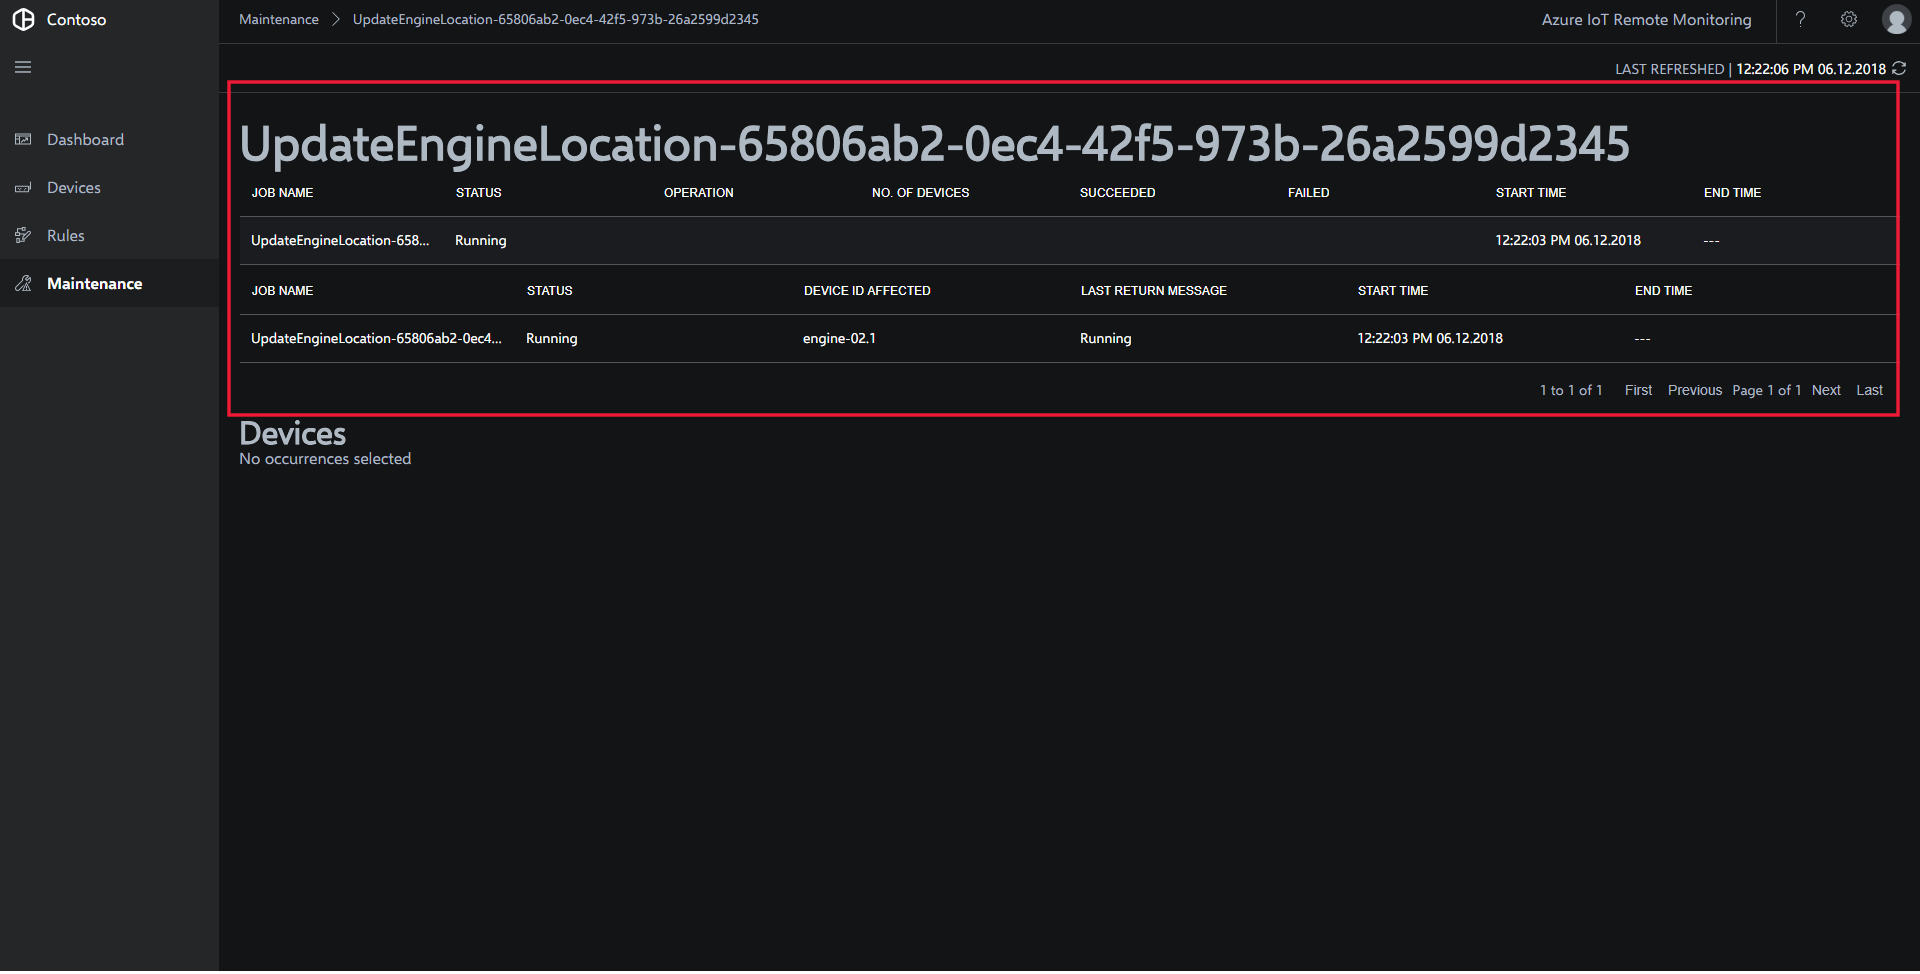 Contoso
Maintenance > UpdateEngineLocation-65806ab2-0ec4-42f5-973b-26a2599d2345
Azure IoT Remote Monitoring ?
LAST REFRESHED | 12:22:06 PM 06.12.2018
Dashboard
Devices
Rules
Maintenance
UpdateEngineLocation-65806ab2-0ec4-42f5-973b-26a2599d2345
JOB NAME STATUS OPERATION NO. OF DEVICES SUCCEEDED FAILED START TIME END TIME
UpdateEngineLocation-658... Running 12:22:03 PM 06.12.2018 ---
JOB NAME STATUS DEVICE ID AFFECTED LAST RETURN MESSAGE START TIME END TIME
UpdateEngineLocation-65806ab2-0ec4... Running engine-02.1 Running 12:22:03 PM 06.12.2018 ---
1 to 1 of 1 First Previous Page 1 of 1 Next Last
Devices
No occurrences selected